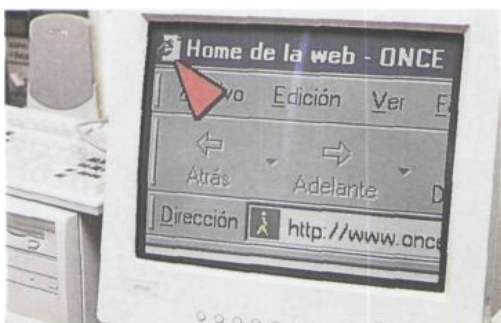 Home de la web - ONCE
Edición Ver
Atrás Adelante
Dirección http://www.once